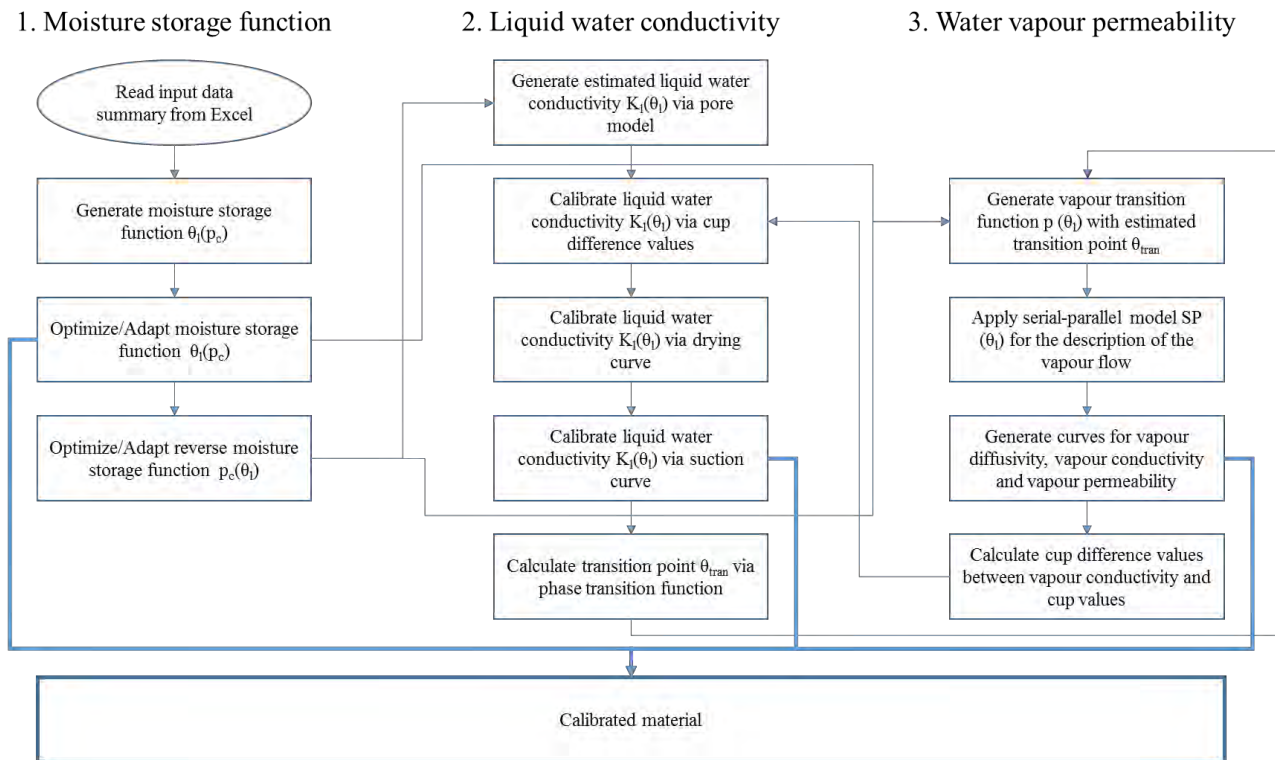 1. Moisture storage function
Read input data
summary from Excel
Generate moisture storage
function θₗ(p꜀)
Optimize/Adapt moisture storage
function θₗ(p꜀)
Optimize/Adapt reverse moisture
storage function p꜀(θₗ)
2. Liquid water conductivity
Generate estimated liquid water
conductivity Kₗ(θₗ) via pore
model
Calibrate liquid water
conductivity Kₗ(θₗ) via cup
difference values
Calibrate liquid water
conductivity Kₗ(θₗ) via drying
curve
Calibrate liquid water
conductivity Kₗ(θₗ) via suction
curve
Calculate transition point θtran via
phase transition function
3. Water vapour permeability
Generate vapour transition
function p (θₗ) with estimated
transition point θtran
Apply serial-parallel model SP
(θₗ) for the description of the
vapour flow
Generate curves for vapour
diffusivity, vapour conductivity
and vapour permeability
Calculate cup difference values
between vapour conductivity and
cup values
Calibrated material